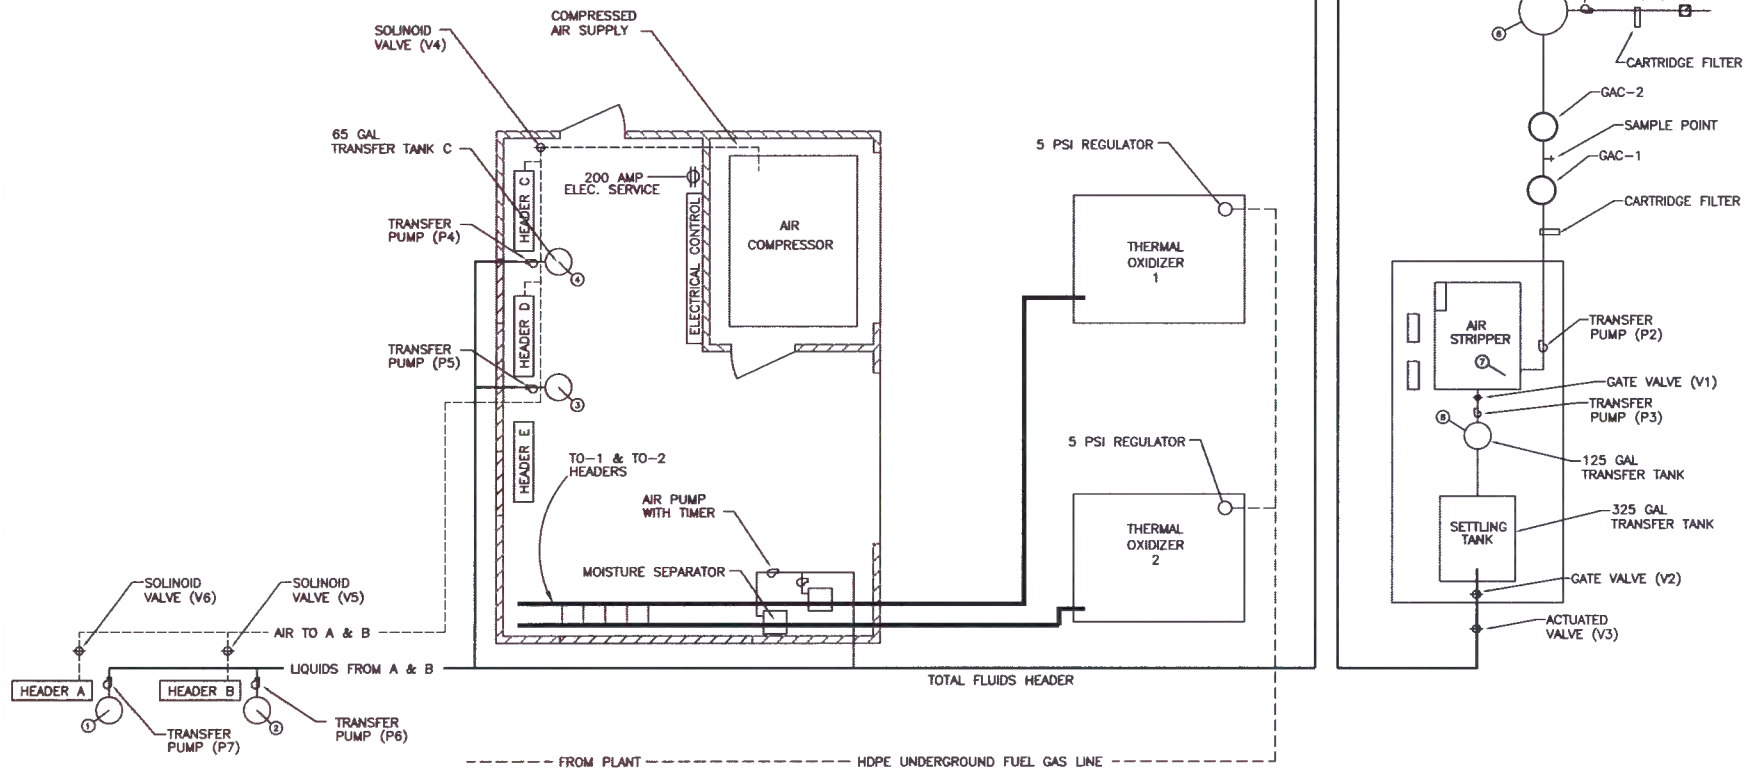 COMPRESSED
AIR SUPPLY
SOLINOID
VALVE (V4)
65 GAL
TRANSFER TANK C
200 AMP
ELEC. SERVICE
HEADER C
ELECTRICAL CONTROL
AIR
COMPRESSOR
TRANSFER
PUMP (P4)
4
HEADER D
TRANSFER
PUMP (P5)
3
HEADER E
TO-1 & TO-2
HEADERS
AIR PUMP
WITH TIMER
MOISTURE SEPARATOR
SOLINOID
VALVE (V6)
SOLINOID
VALVE (V5)
AIR TO A & B
LIQUIDS FROM A & B
HEADER A
HEADER B
1
2
TRANSFER
PUMP (P7)
TRANSFER
PUMP (P6)
5 PSI REGULATOR
THERMAL
OXIDIZER
1
5 PSI REGULATOR
THERMAL
OXIDIZER
2
TOTAL FLUIDS HEADER
FROM PLANT
HDPE UNDERGROUND FUEL GAS LINE
CARTRIDGE FILTER
GAC-2
SAMPLE POINT
GAC-1
CARTRIDGE FILTER
AIR
STRIPPER
7
TRANSFER
PUMP (P2)
GATE VALVE (V1)
TRANSFER
PUMP (P3)
125 GAL
TRANSFER TANK
325 GAL
TRANSFER TANK
SETTLING
TANK
GATE VALVE (V2)
ACTUATED
VALVE (V3)